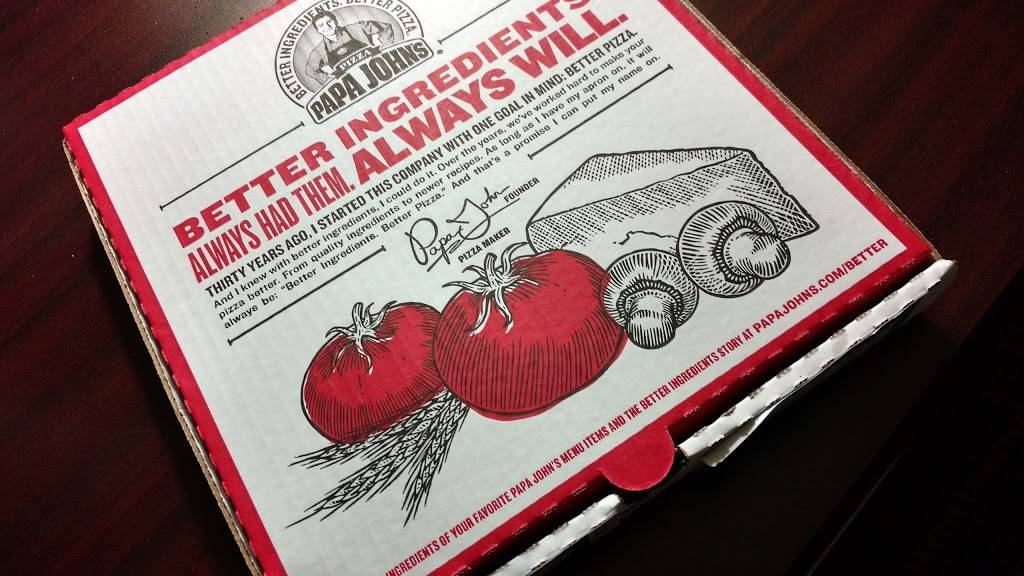 BETTER INGREDIENTS. BETTER PIZZA.
PIZZA
PAPA JOHNS
BETTER INGREDIENTS
ALWAYS HAD THEM. ALWAYS WILL.
THIRTY YEARS AGO, I STARTED THIS COMPANY WITH ONE GOAL IN MIND: BETTER PIZZA.
And I knew with better ingredients, I could do it. Over the years, we've worked hard to make your
pizza better. From quality ingredients to newer recipes. As long as I have my apron on, it will
always be: "Better Ingredients. Better Pizza." And that's a promise I can put my name on.
Papa John
PIZZA MAKER FOUNDER
INGREDIENTS OF YOUR FAVORITE PAPA JOHN'S MENU ITEMS AND THE BETTER INGREDIENTS STORY AT PAPAJOHNS.COM/BETTER